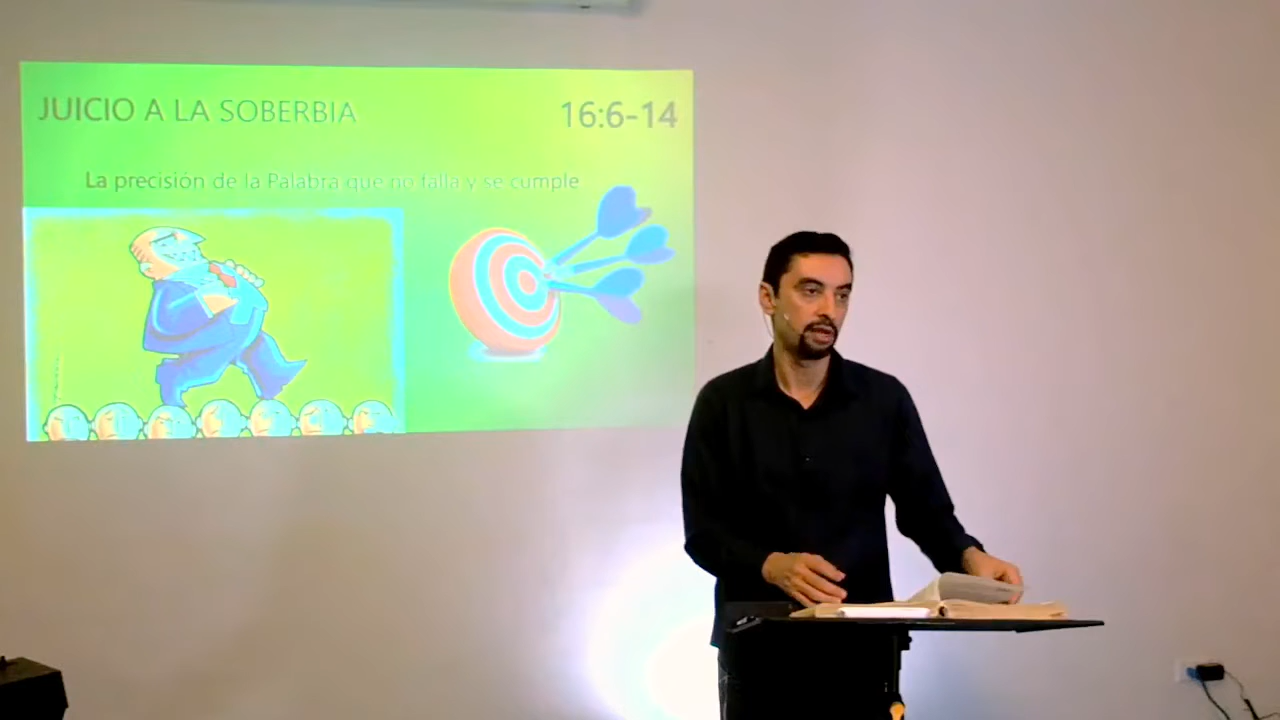 JUICIO A LA SOBERBIA
16:6-14
La precisión de la Palabra que no falla y se cumple